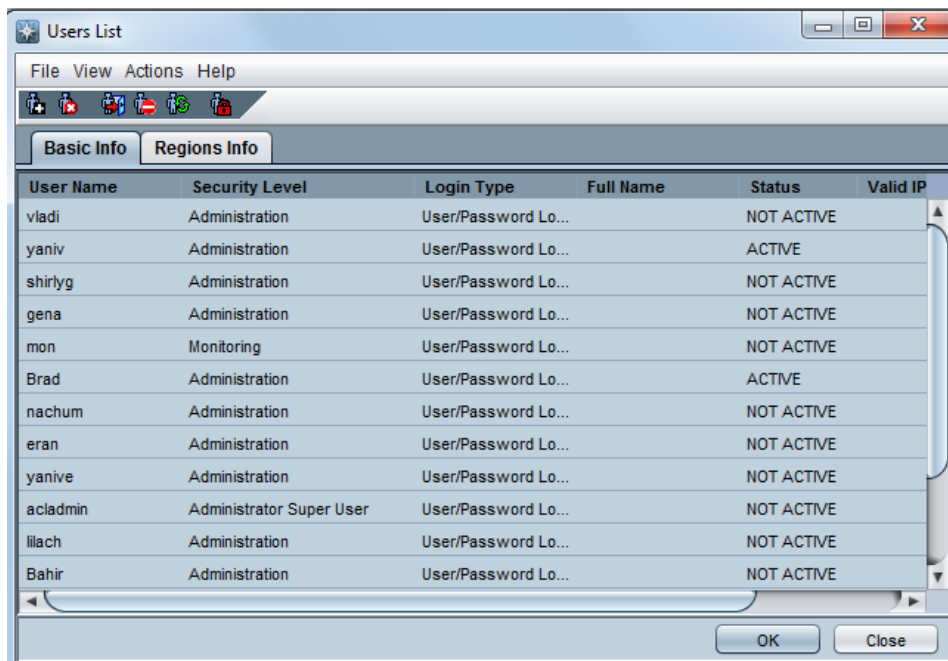 Users List
File View Actions Help
Basic Info Regions Info
User Name Security Level Login Type Full Name Status Valid IP
vladi Administration User/Password Lo... NOT ACTIVE
yaniv Administration User/Password Lo... ACTIVE
shirlyg Administration User/Password Lo... NOT ACTIVE
gena Administration User/Password Lo... NOT ACTIVE
mon Monitoring User/Password Lo... NOT ACTIVE
Brad Administration User/Password Lo... ACTIVE
nachum Administration User/Password Lo... NOT ACTIVE
eran Administration User/Password Lo... NOT ACTIVE
yanive Administration User/Password Lo... NOT ACTIVE
acladmin Administrator Super User User/Password Lo... NOT ACTIVE
lilach Administration User/Password Lo... NOT ACTIVE
Bahir Administration User/Password Lo... NOT ACTIVE
OK Close